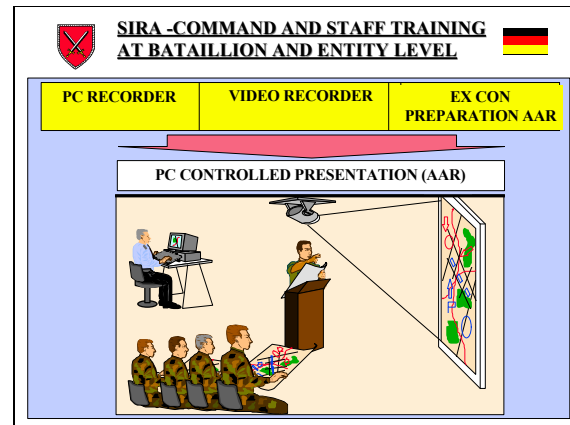 SIRA -COMMAND AND STAFF TRAINING
AT BATAILLION AND ENTITY LEVEL
PC RECORDER
VIDEO RECORDER
EX CON
PREPARATION AAR
PC CONTROLLED PRESENTATION (AAR)